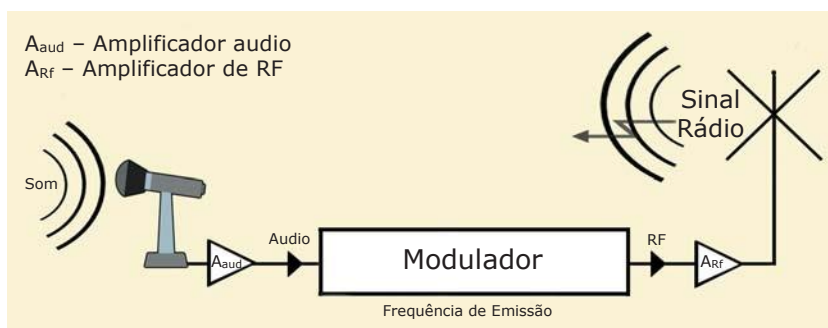 Aaud – Amplificador audio
ARf – Amplificador de RF
Sinal
Rádio
Som
Audio
RF
Aaud
Modulador
ARf
Frequência de Emissão